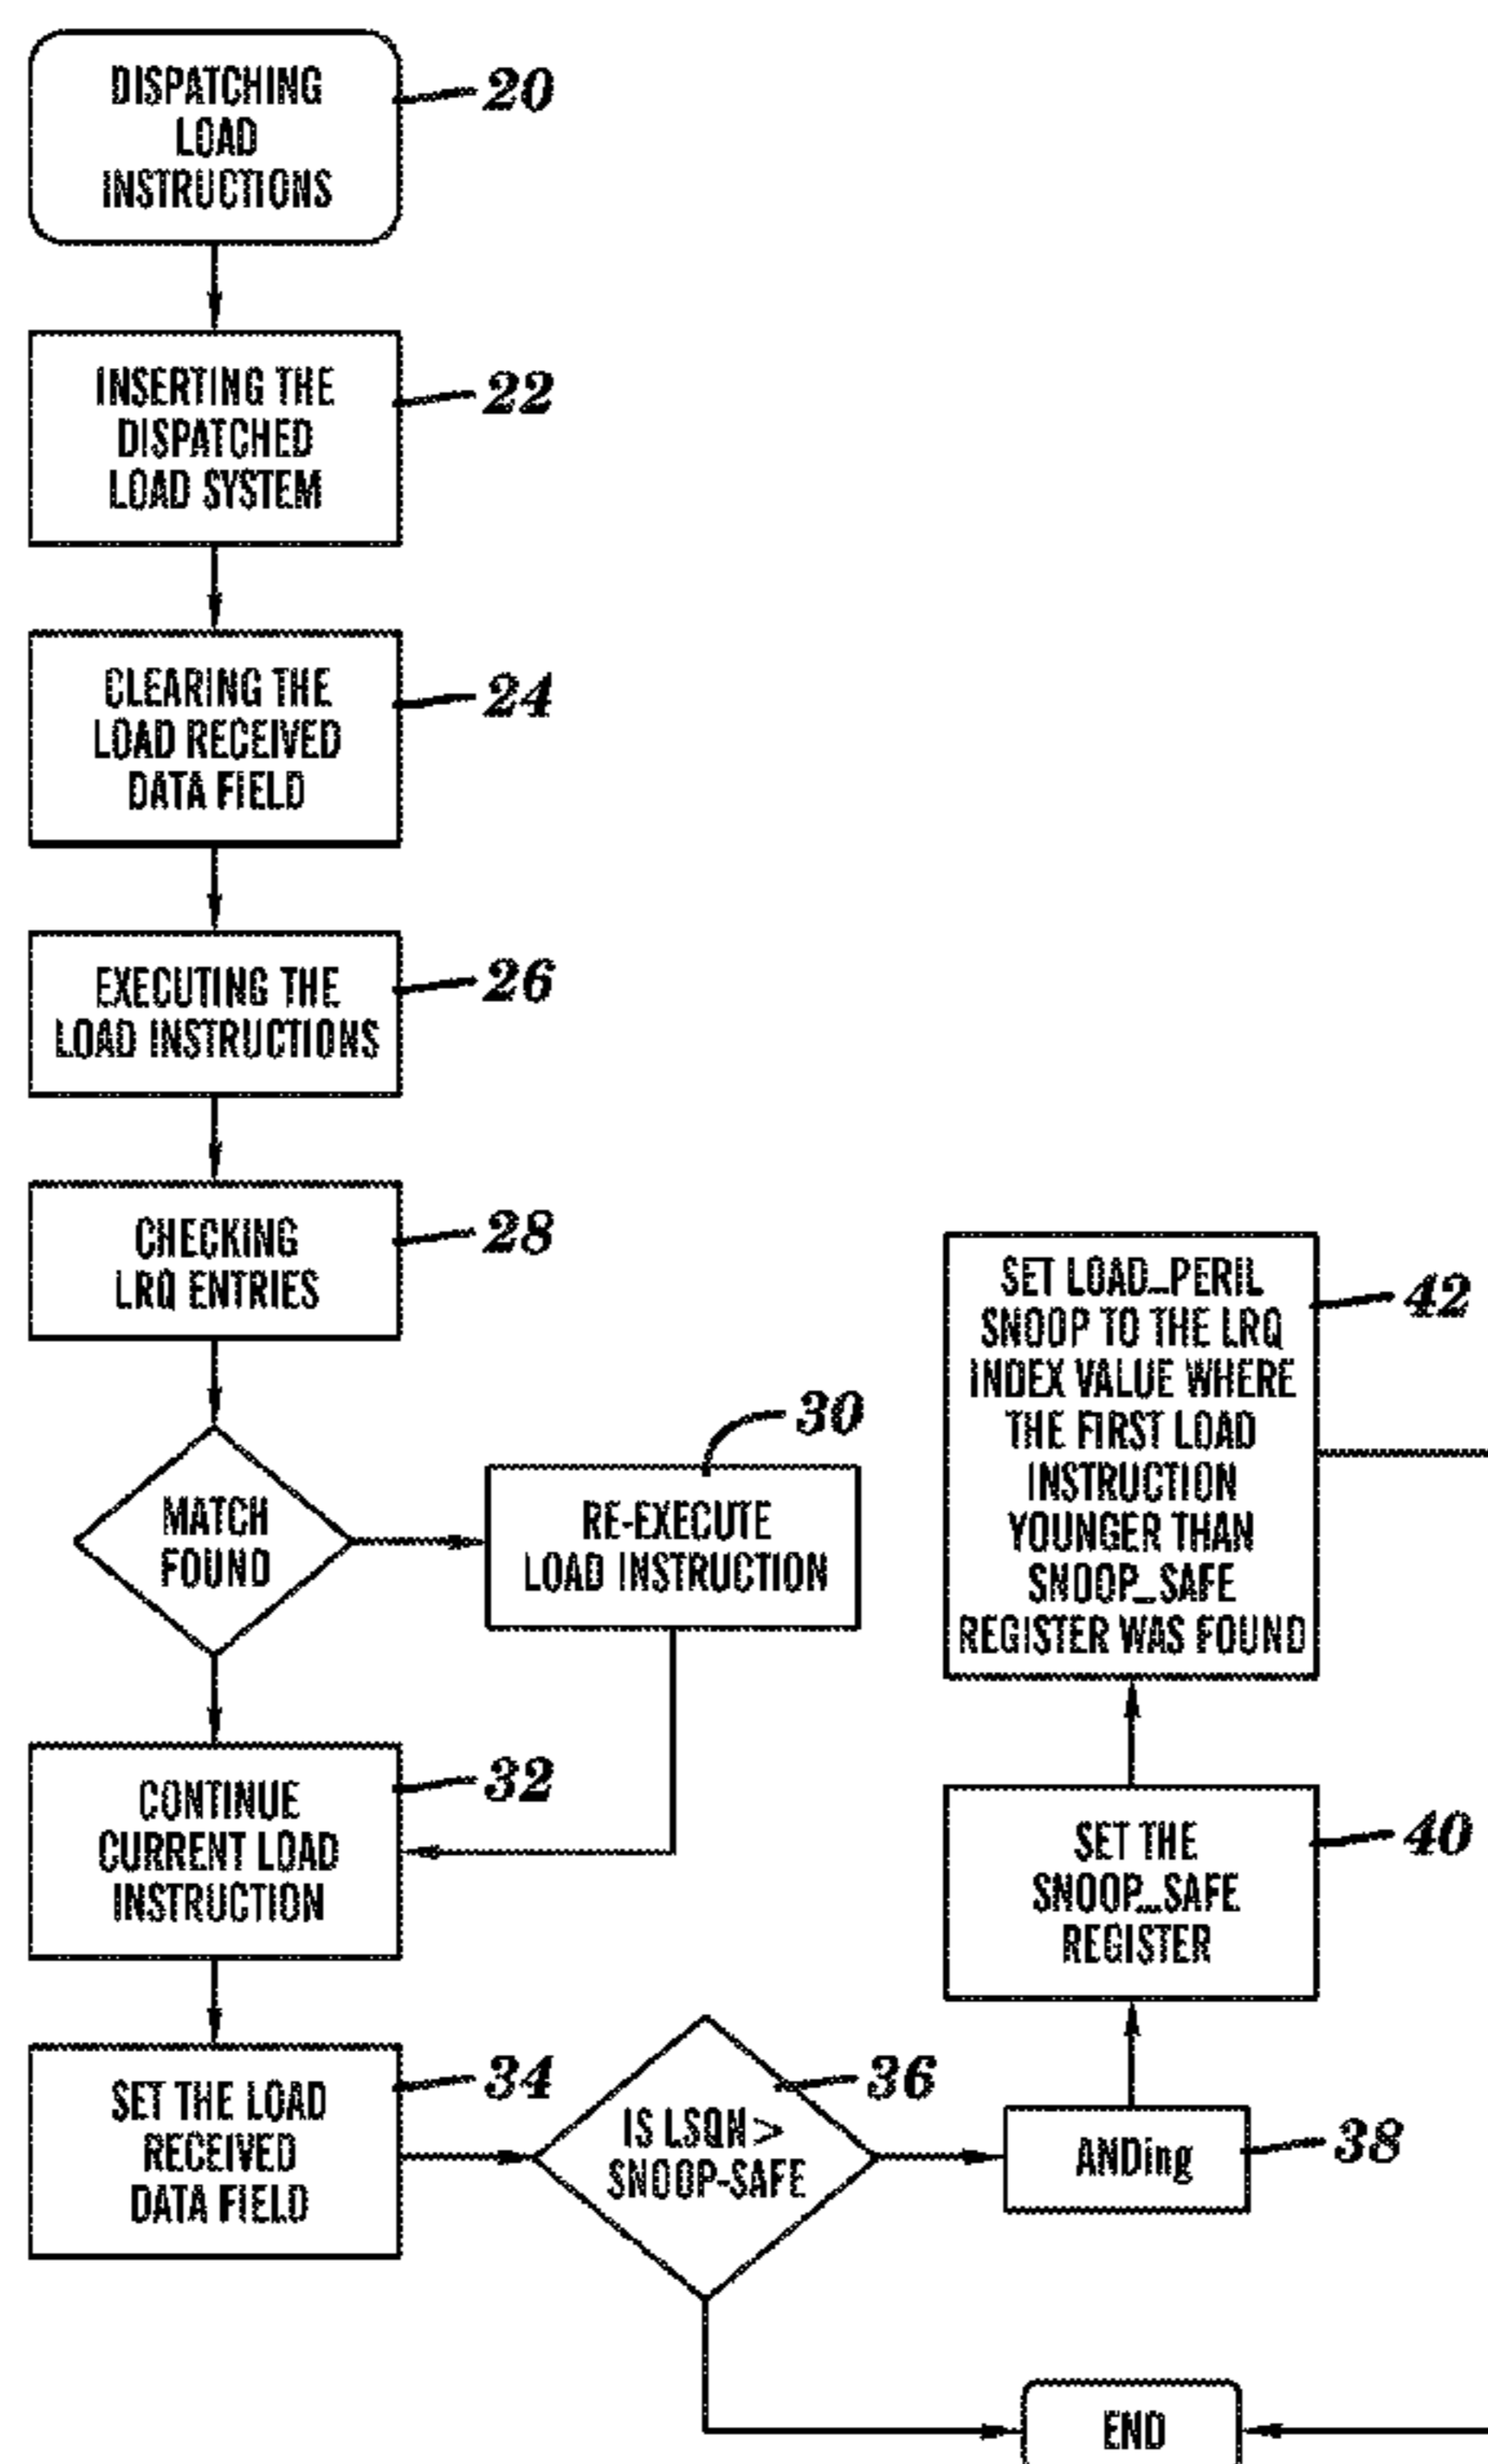 DISPATCHING
LOAD
INSTRUCTIONS
20
INSERTING THE
DISPATCHED
LOAD SYSTEM
22
CLEARING THE
LOAD RECEIVED
DATA FIELD
24
EXECUTING THE
LOAD INSTRUCTIONS
26
CHECKING
LRQ ENTRIES
28
MATCH
FOUND
30
RE-EXECUTE
LOAD INSTRUCTION
CONTINUE
CURRENT LOAD
INSTRUCTION
32
SET THE LOAD
RECEIVED
DATA FIELD
34
IS LSQN >
SNOOP-SAFE
36
ANDing
38
SET THE
SNOOP_SAFE
REGISTER
40
SET LOAD_PERIL
SNOOP TO THE LRQ
INDEX VALUE WHERE
THE FIRST LOAD
INSTRUCTION
YOUNGER THAN
SNOOP_SAFE
REGISTER WAS FOUND
42
END